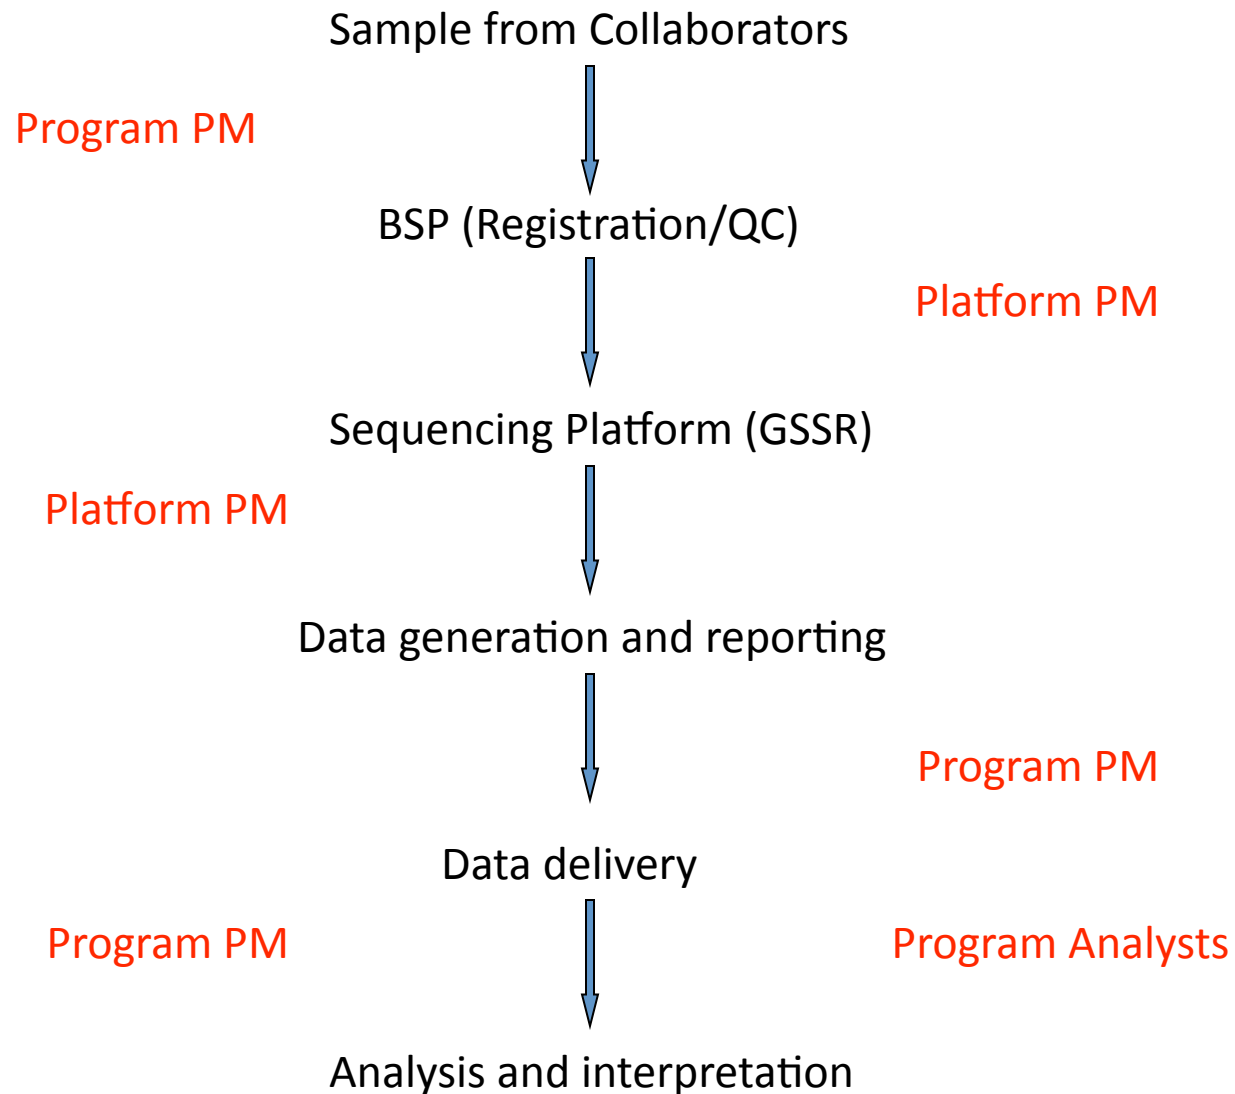 Sample from Collaborators
Program PM
BSP (Registration/QC)
Platform PM
Sequencing Platform (GSSR)
Platform PM
Data generation and reporting
Program PM
Data delivery
Program PM
Program Analysts
Analysis and interpretation